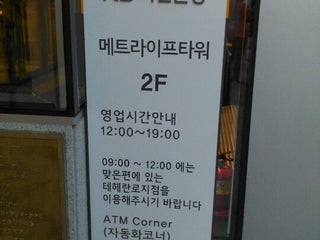 메트라이프타워
2F
영업시간안내
12:00~19:00
09:00 ~ 12:00 에는
맞은편에 있는
테헤란로지점을
이용해주시기 바랍니다
ATM Corner
(자동화코너)